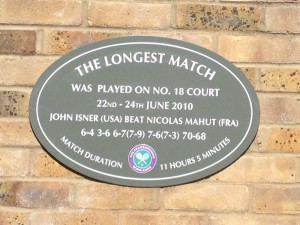 THE LONGEST MATCH
WAS PLAYED ON NO. 18 COURT
22ND - 24TH JUNE 2010
JOHN ISNER (USA) BEAT NICOLAS MAHUT (FRA)
6-4 3-6 6-7(7-9) 7-6(7-3) 70-68
MATCH DURATION 11 HOURS 5 MINUTES